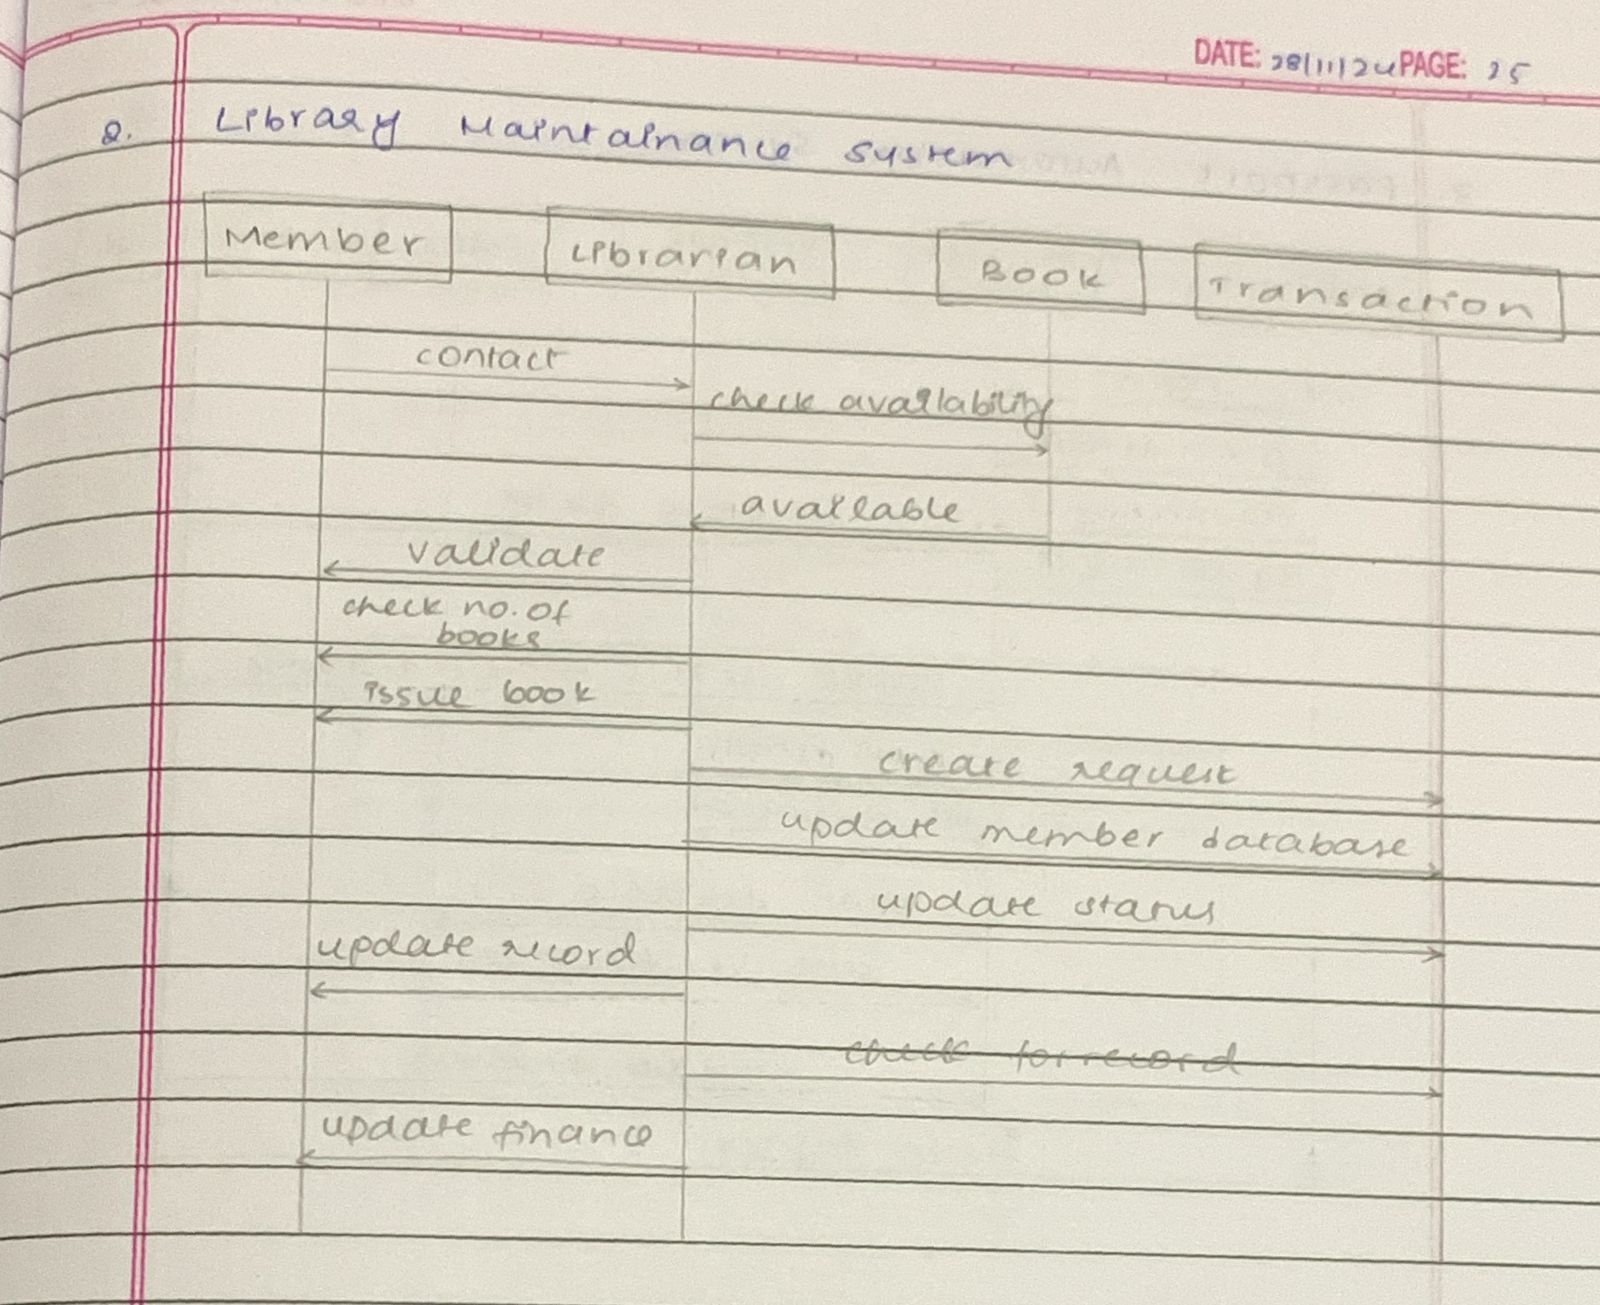 DATE: 28/11/24 PAGE: 25
2. Library Maintainance system
Member Librarian Book Transaction
contact
check availability
available
validate
check no. of
books
issue book
create request
update member database
update status
update record
check for record
update finance